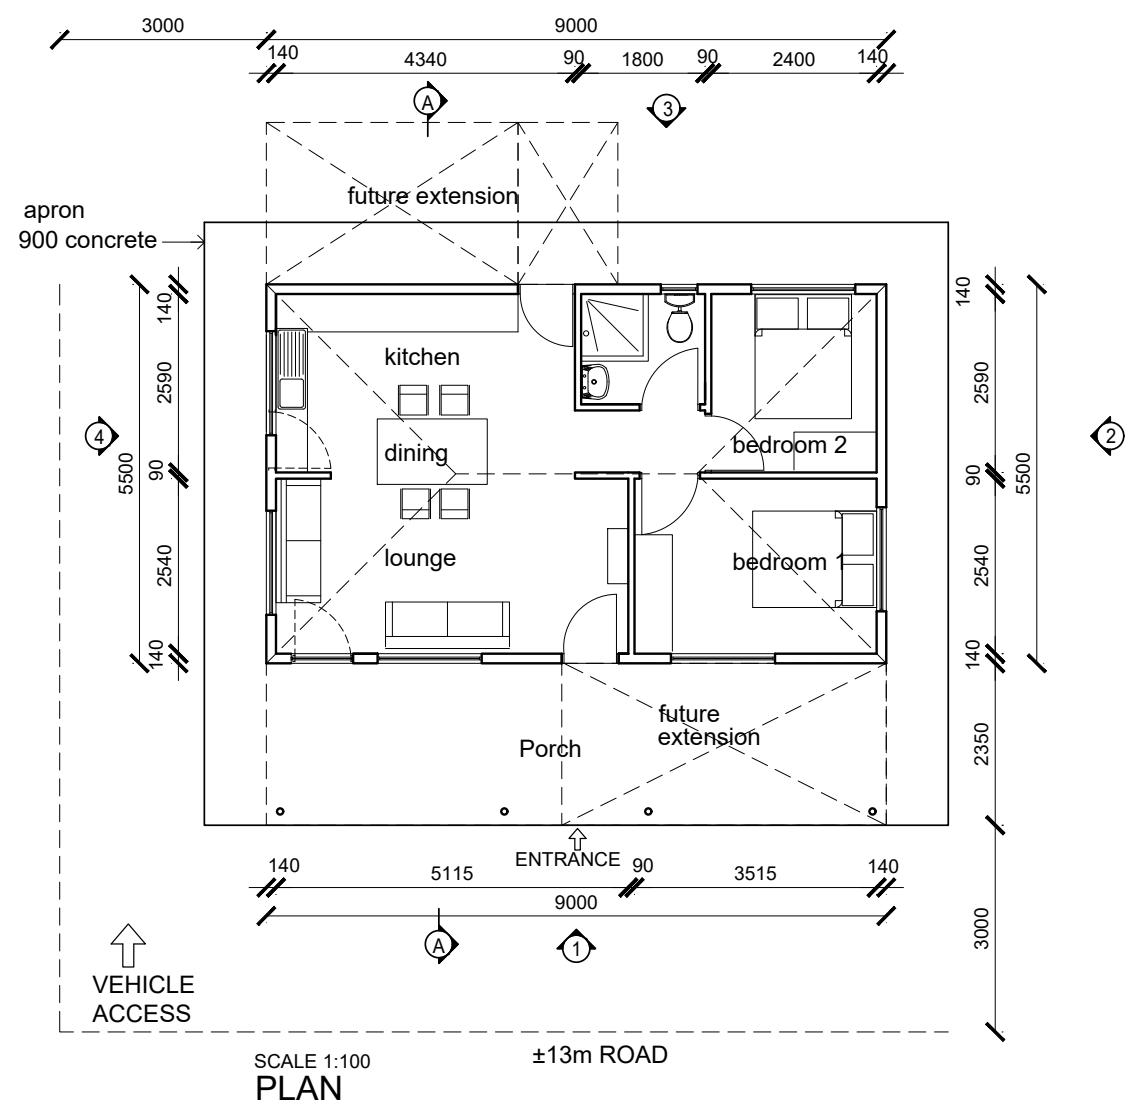 3000
9000
140
4340
90
1800
90
2400
140
A
3
future extension
apron
900 concrete
140
140
kitchen
2590
2590
4
2
dining
bedroom 2
5500
90
90
5500
lounge
bedroom 1
2540
2540
140
140
future
extension
Porch
2350
ENTRANCE
140
5115
90
3515
140
9000
A
1
3000
VEHICLE
ACCESS
±13m ROAD
SCALE 1:100
PLAN